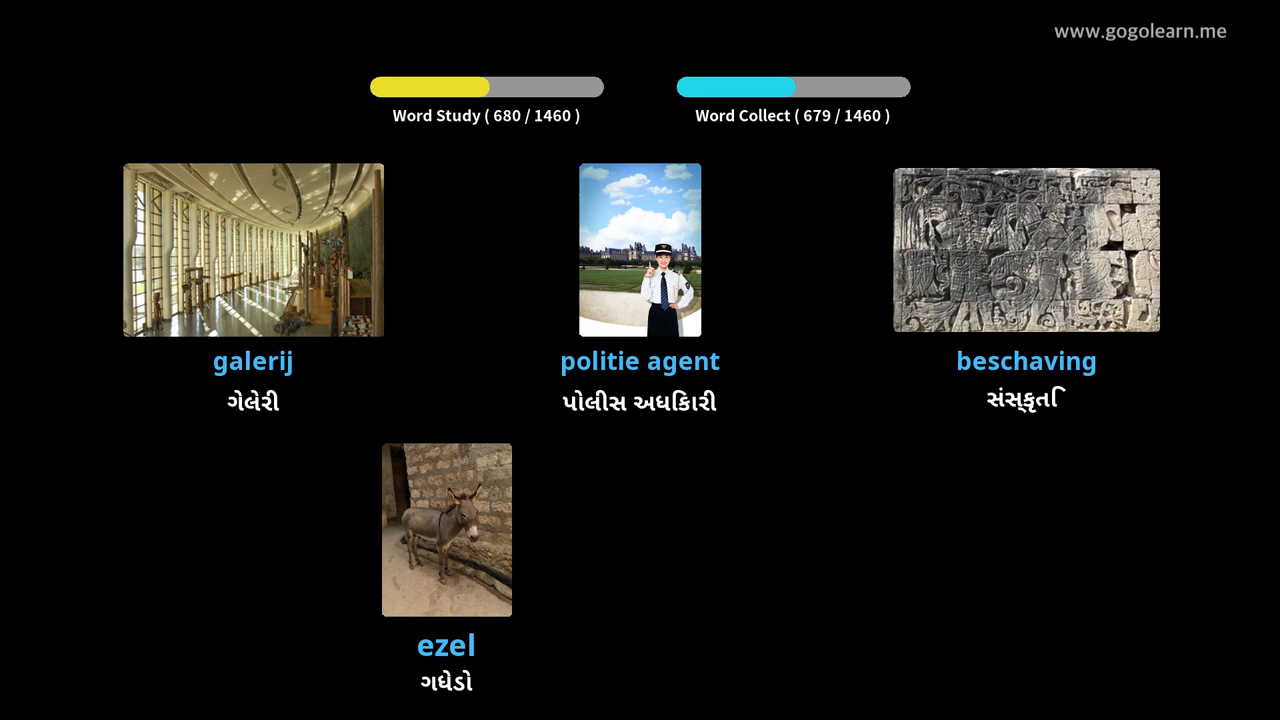 www.gogolearn.me
Word Study ( 680 / 1460 )
Word Collect ( 679 / 1460 )
galerij
politie agent
beschaving
ગેલેરી
પોલીસ અધિકારી
સંસ્કૃતિ
ezel
ગધેડો